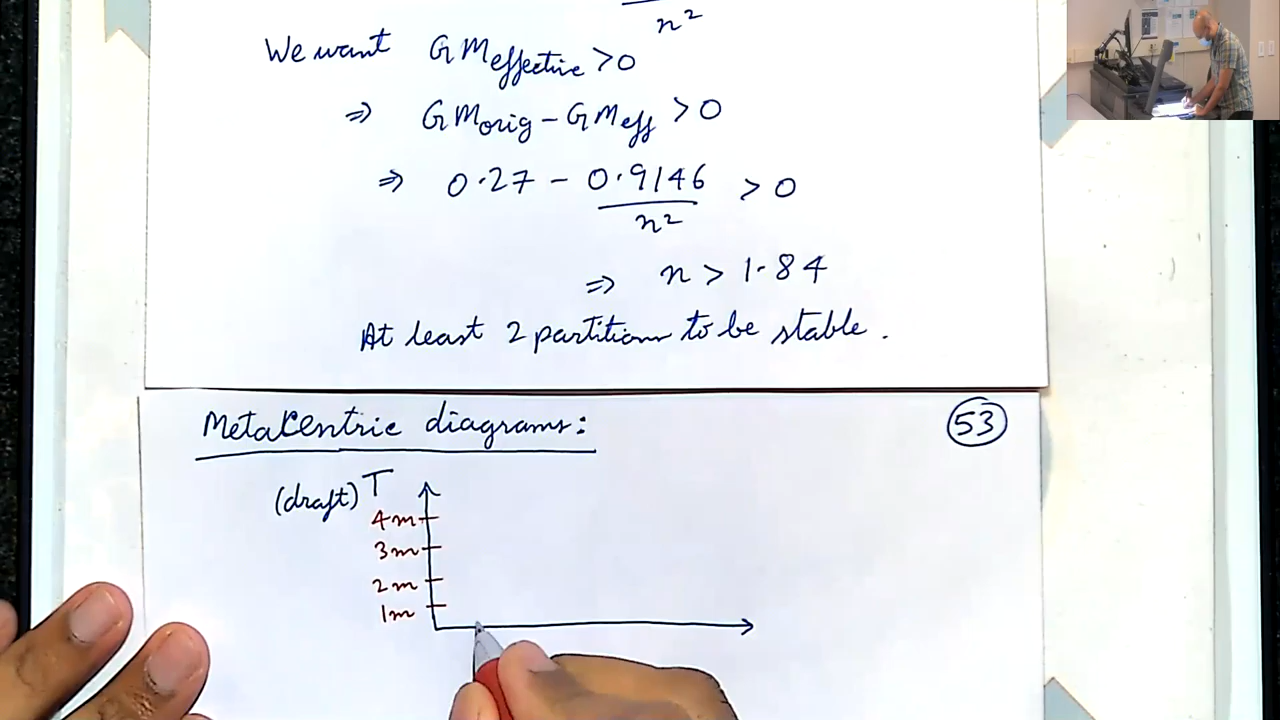 n²
We want GMeffective > 0
⇒ GMorig - GMeff > 0
⇒ 0.27 - 0.9146 / n² > 0
⇒ n > 1.84
At least 2 partitions to be stable.
Metacentric diagrams: 53
(draft) T
4m
3m
2m
1m